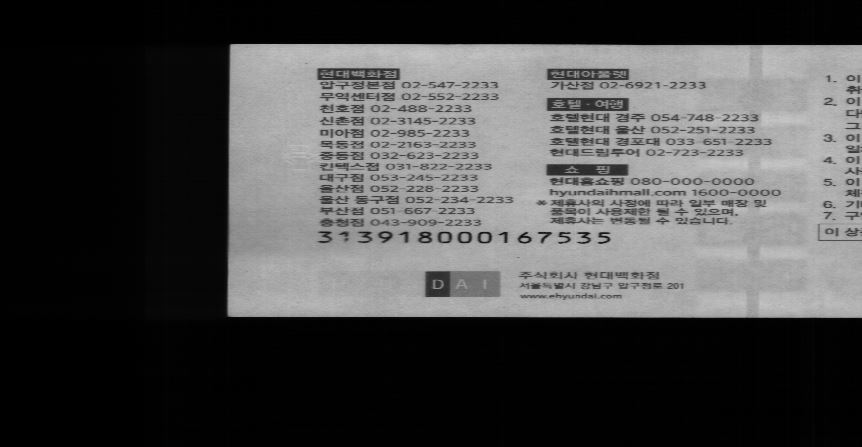 현대백화점
압구정본점 02-547-2233
무역센터점 02-552-2233
천호점 02-488-2233
신촌점 02-3145-2233
미아점 02-985-2233
목동점 02-2163-2233
중동점 032-623-2233
킨텍스점 031-822-2233
대구점 053-245-2233
울산점 052-228-2233
울산 동구점 052-234-2233
부산점 051-667-2233
충청점 043-909-2233
현대아울렛
가산점 02-6921-2233
호텔 · 여행
호텔현대 경주 054-748-2233
호텔현대 울산 052-251-2233
호텔현대 경포대 033-651-2233
현대드림투어 02-723-2233
쇼 핑
현대홈쇼핑 080-000-0000
hyundaihmall.com 1600-0000
※ 제휴사의 사정에 따라 일부 매장 및
품목이 사용제한 될 수 있으며,
제휴사는 변동될 수 있습니다.
DAI
주식회사 현대백화점
서울특별시 강남구 압구정로 201
www.ehyundai.com
1. 이
취
2. 이
다
그
3. 이
일
4. 이
사
5. 이
체
6. 기
7. 구
이 상